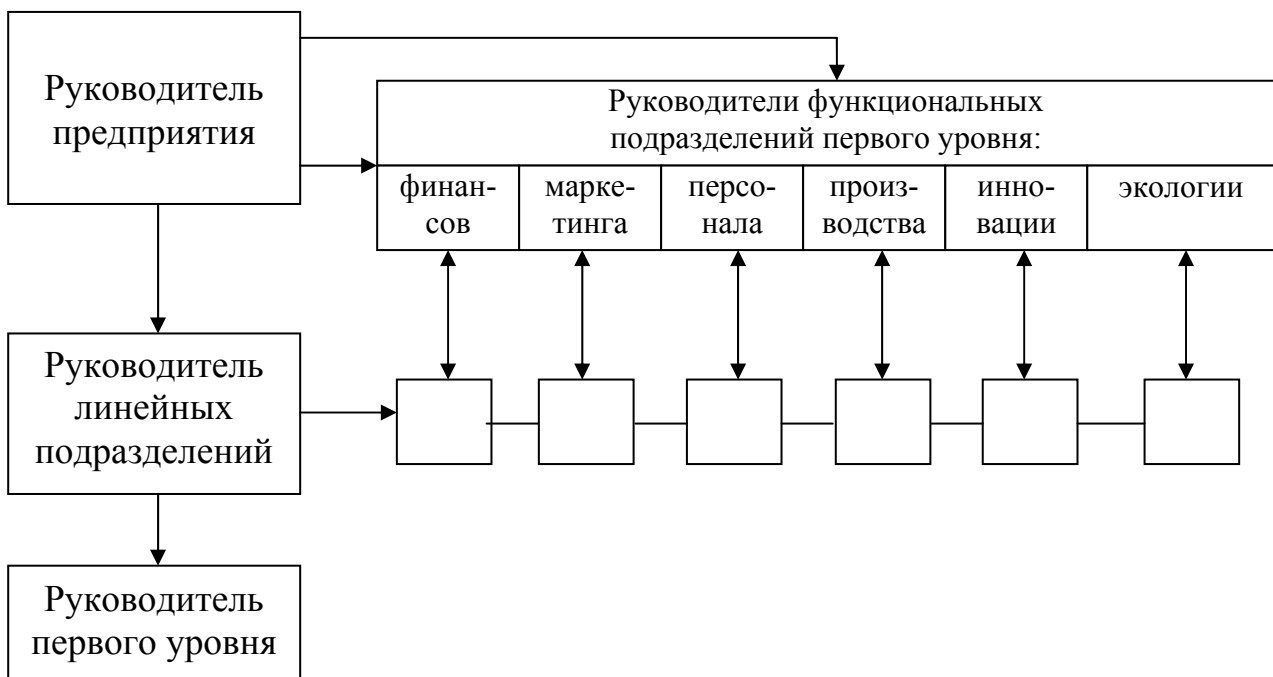 Руководитель
предприятия
Руководители функциональных
подразделений первого уровня:
финан-
сов
марке-
тинга
персо-
нала
произ-
водства
инно-
вации
экологии
Руководитель
линейных
подразделений
Руководитель
первого уровня